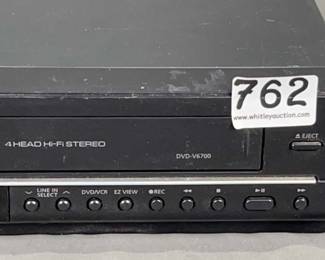 762
www.whitleyauction.com
4 HEAD Hi-Fi STEREO
DVD-V6700
EJECT
LINE IN
SELECT
DVD/VCR
EZ VIEW
REC